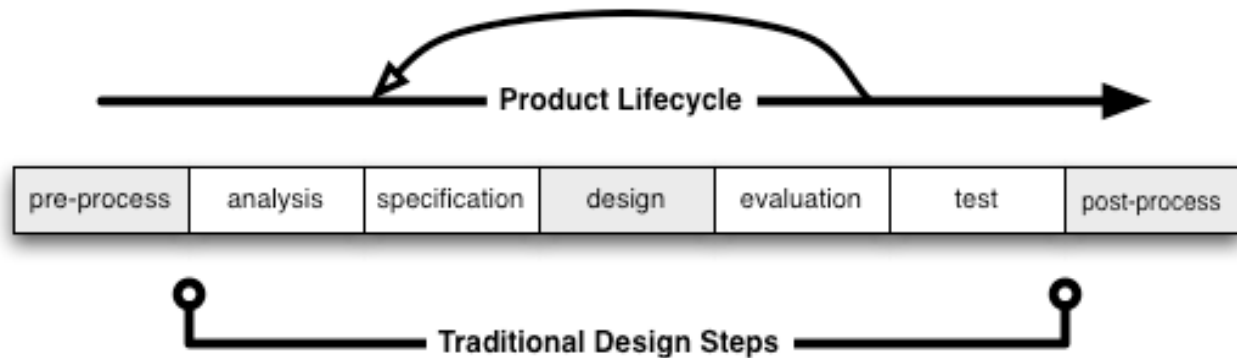 Product Lifecycle
pre-process analysis specification design evaluation test post-process
Traditional Design Steps